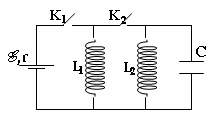 K₁ K₂
ℰ, r L₁ L₂ C